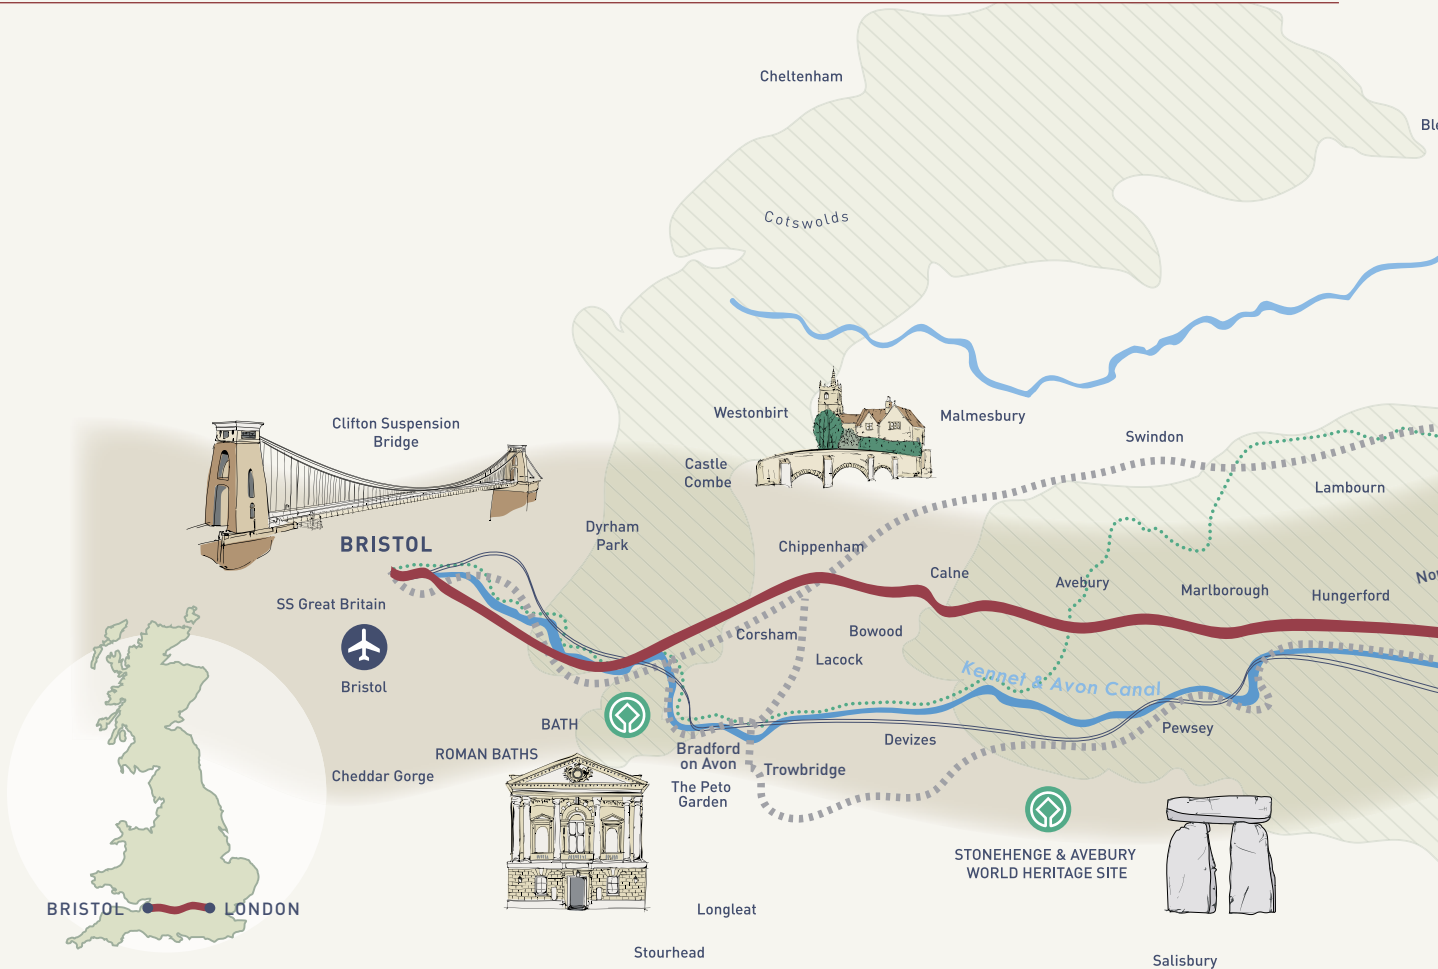 Cheltenham
Cotswolds
Westonbirt
Malmesbury
Clifton Suspension
Bridge
Swindon
Castle
Combe
Lambourn
Dyrham
Park
BRISTOL
Chippenham
Calne
Avebury
Marlborough
Hungerford
SS Great Britain
Corsham
Bowood
Lacock
Kennet & Avon Canal
Bristol
BATH
Pewsey
Devizes
ROMAN BATHS
Bradford
on Avon
Trowbridge
Cheddar Gorge
The Peto
Garden
STONEHENGE & AVEBURY
WORLD HERITAGE SITE
BRISTOL
LONDON
Longleat
Stourhead
Salisbury